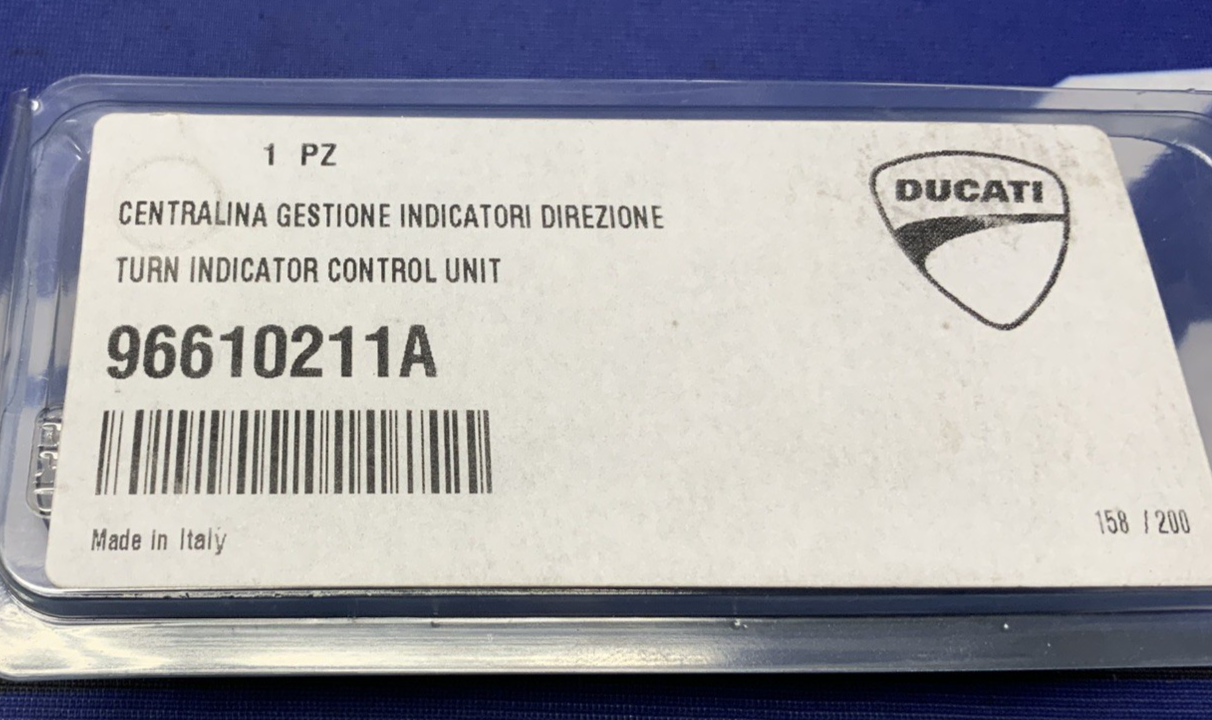 1 PZ
DUCATI
CENTRALINA GESTIONE INDICATORI DIREZIONE
TURN INDICATOR CONTROL UNIT
96610211A
Made in Italy
158 / 200